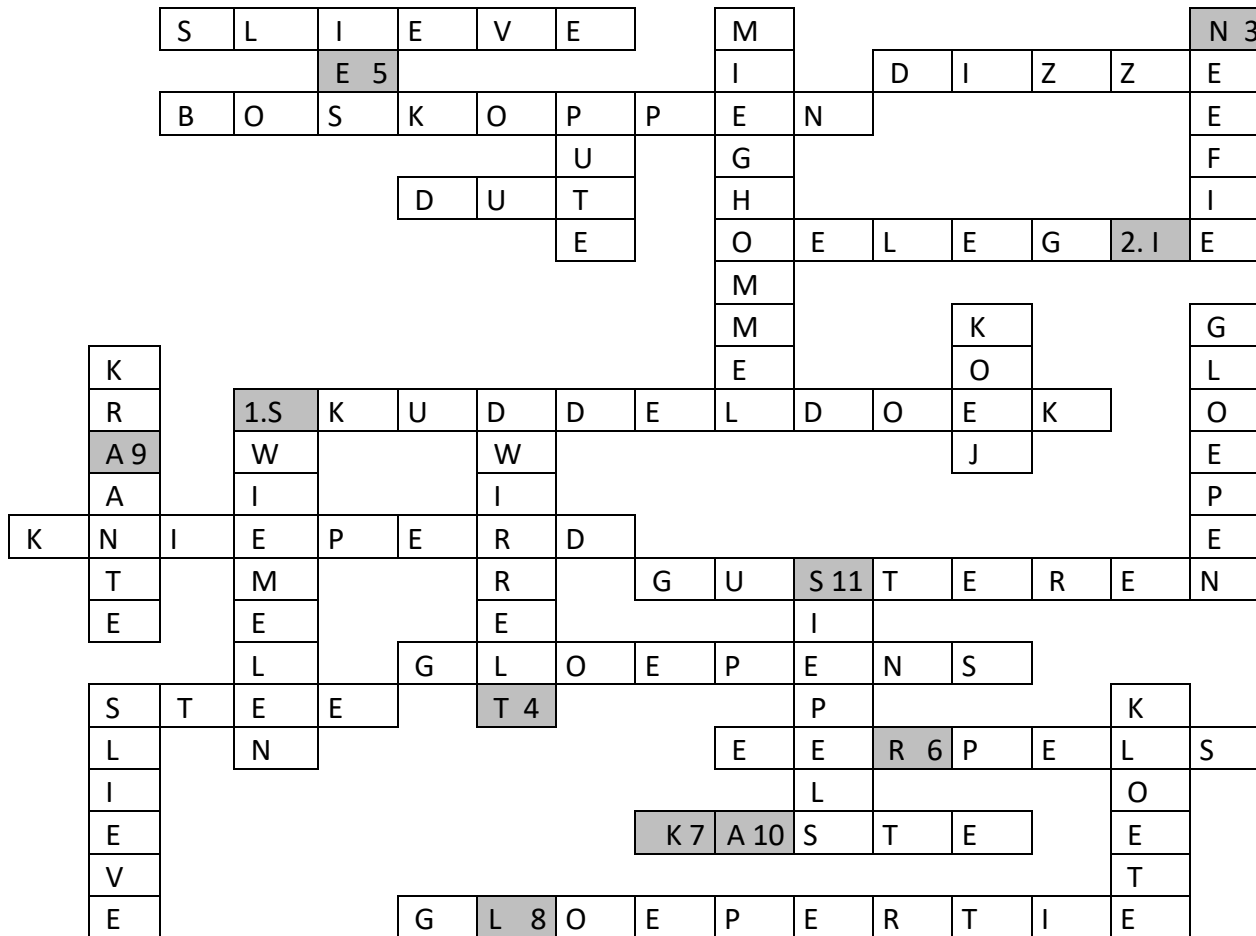 S L I E V E M N 3
E 5 I D I Z Z E
B O S K O P P E N E
U G F
D U T H I
E O E L E G 2. I E
M
M K G
K E O L
R 1.S K U D D E L D O E K O
A 9 W W J E
A I I P
K N I E P E R D E
T M R G U S 11 T E R E N
E E E I
L G L O E P E N S
S T E E T 4 P K
L N E E R 6 P E L S
I L O
E K 7 A 10 S T E E
V T
E G L 8 O E P E R T I E